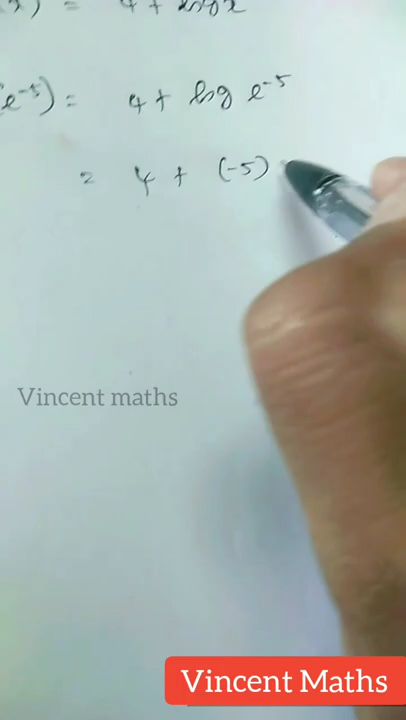 x) = 4 + log x
(e⁻⁵) = 4 + log e⁻⁵
= 4 + (-5)
Vincent maths
Vincent Maths